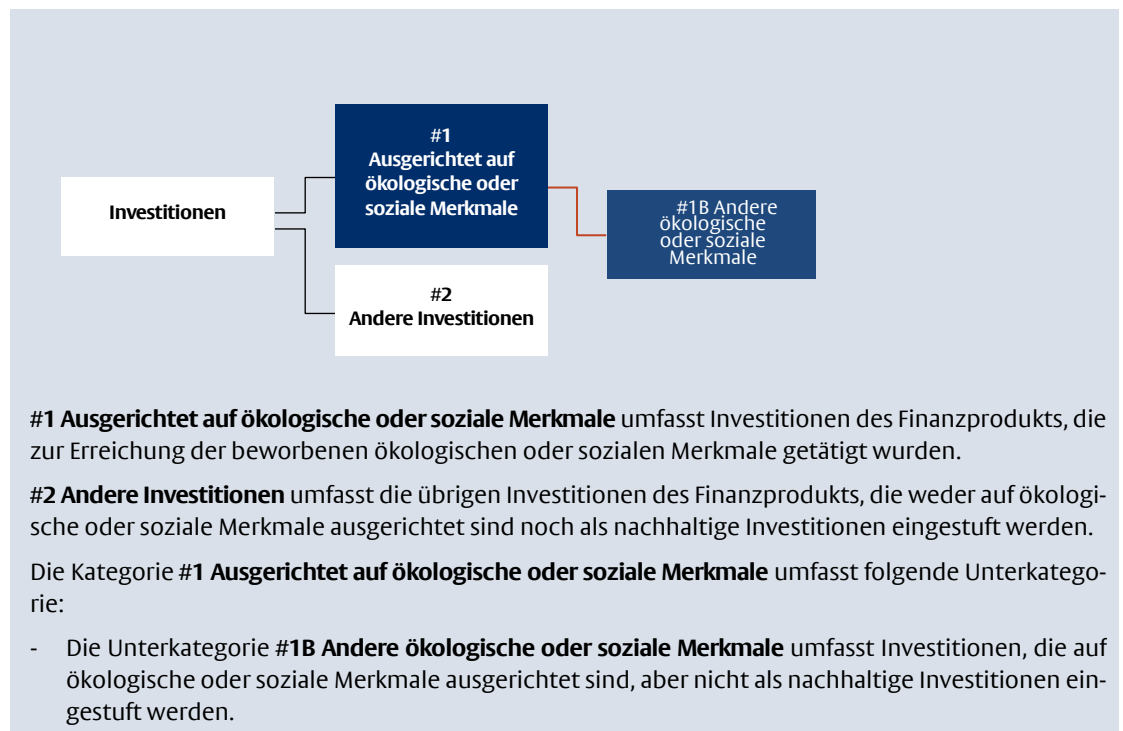 #1
Ausgerichtet auf
ökologische oder
soziale Merkmale
Investitionen
#1B Andere
ökologische
oder soziale
Merkmale
#2
Andere Investitionen
#1 Ausgerichtet auf ökologische oder soziale Merkmale umfasst Investitionen des Finanzprodukts, die
zur Erreichung der beworbenen ökologischen oder sozialen Merkmale getätigt wurden.
#2 Andere Investitionen umfasst die übrigen Investitionen des Finanzprodukts, die weder auf ökologi-
sche oder soziale Merkmale ausgerichtet sind noch als nachhaltige Investitionen eingestuft werden.
Die Kategorie #1 Ausgerichtet auf ökologische oder soziale Merkmale umfasst folgende Unterkatego-
rie:
- Die Unterkategorie #1B Andere ökologische oder soziale Merkmale umfasst Investitionen, die auf
ökologische oder soziale Merkmale ausgerichtet sind, aber nicht als nachhaltige Investitionen ein-
gestuft werden.